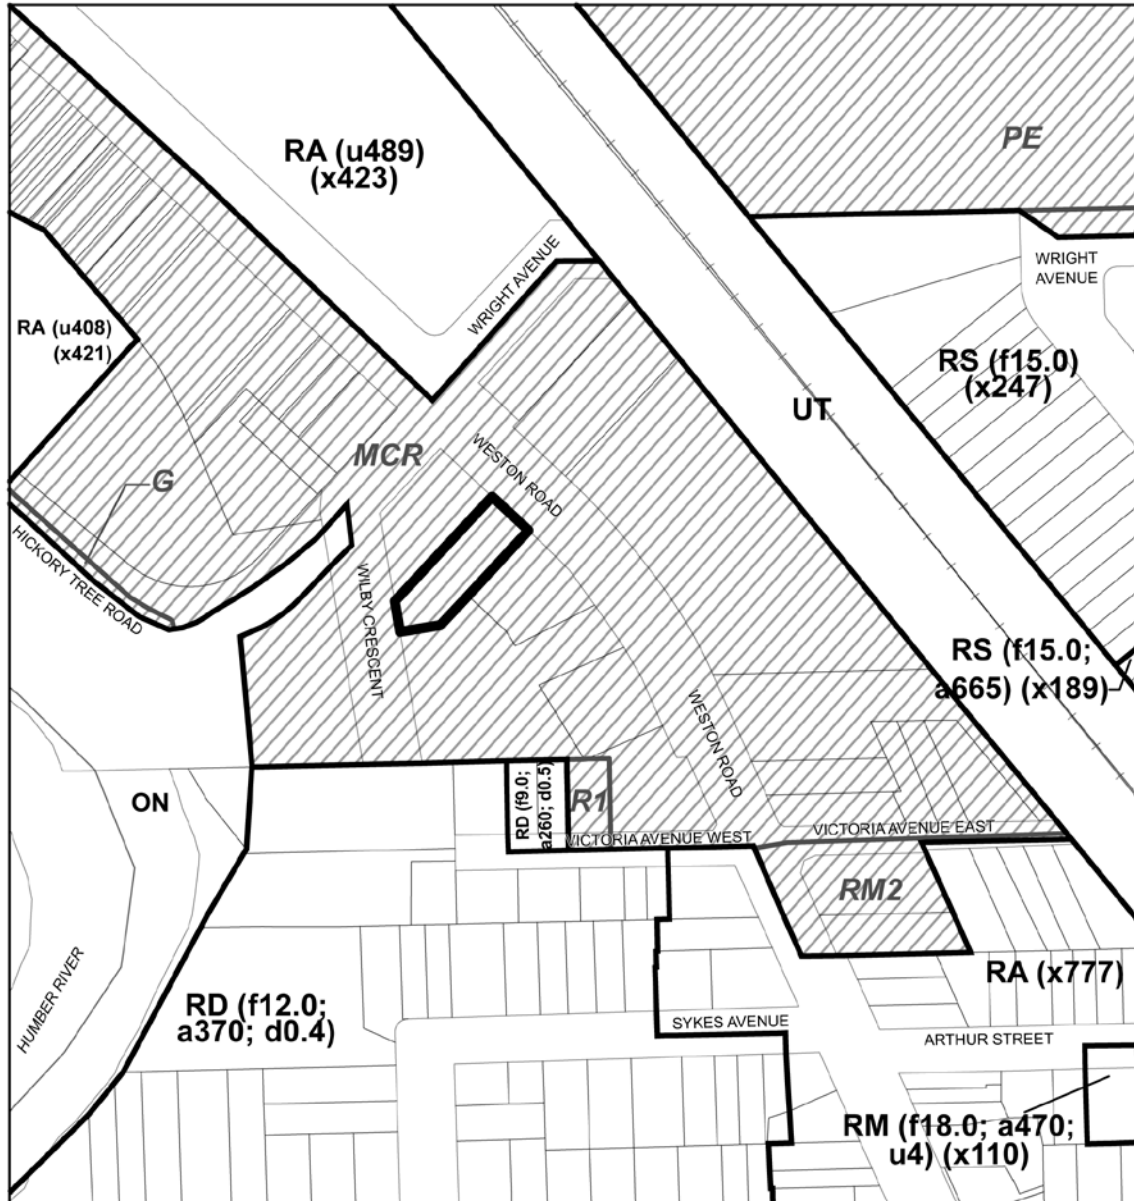 PE
RA (u489)
(x423)
WRIGHT AVENUE
WRIGHT
AVENUE
RA (u408)
(x421)
RS (f15.0)
(x247)
UT
MCR
WESTON ROAD
G
HICKORY TREE ROAD
WILBY CRESCENT
RS (f15.0;
a665) (x189)
WESTON ROAD
RD (f9.0;
a260; d0.5)
R1
ON
VICTORIA AVENUE WEST
VICTORIA AVENUE EAST
RM2
HUMBER RIVER
RA (x777)
RD (f12.0;
a370; d0.4)
SYKES AVENUE
ARTHUR STREET
RM (f18.0; a470;
u4) (x110)